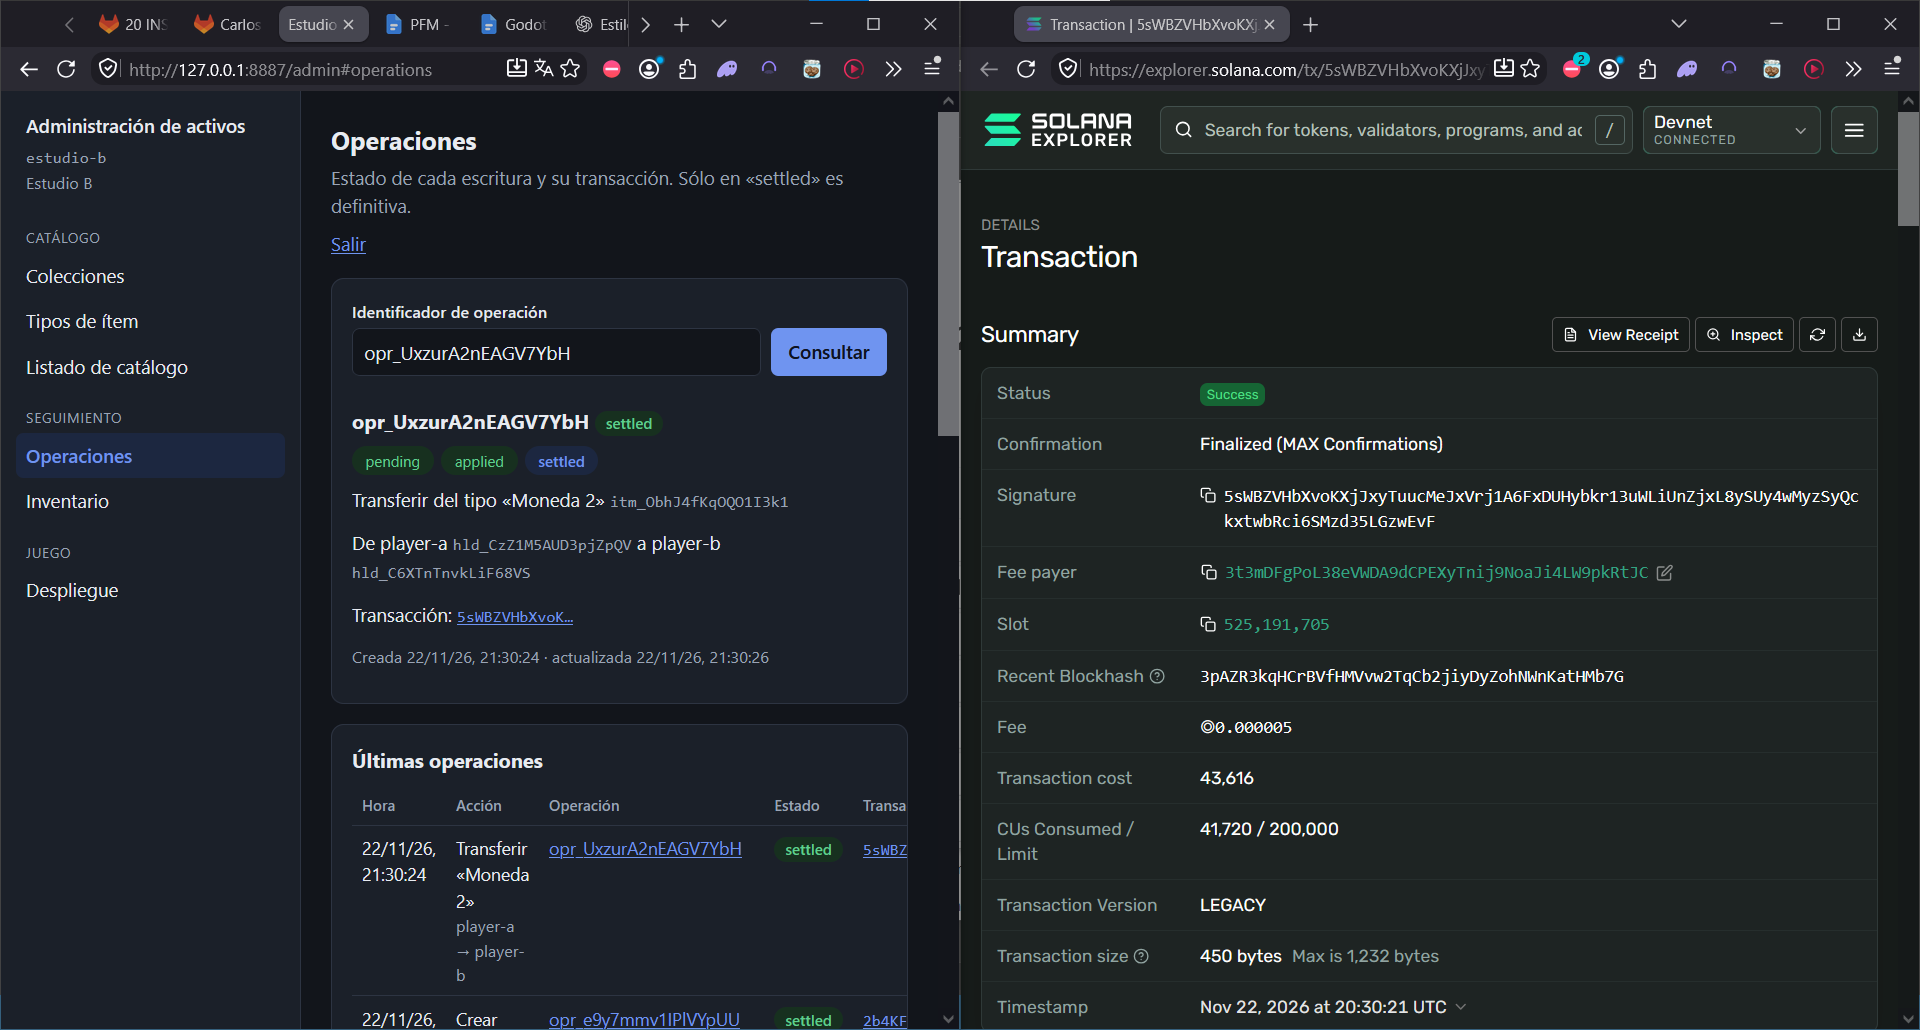 20 INS
Carlos
Estudio
PFM -
Godot
Estil
http://127.0.0.1:8887/admin#operations
Administración de activos
estudio-b
Estudio B
CATÁLOGO
Colecciones
Tipos de ítem
Listado de catálogo
SEGUIMIENTO
Operaciones
Inventario
JUEGO
Despliegue
Operaciones
Estado de cada escritura y su transacción. Sólo en «settled» es
definitiva.
Salir
Identificador de operación
opr_UxzurA2nEAGV7YbH
Consultar
opr_UxzurA2nEAGV7YbH settled
pending applied settled
Transferir del tipo «Moneda 2» itm_ObhJ4fKqOQO1I3k1
De player-a hld_CzZ1M5AUD3pjZpQV a player-b
hld_C6XTnTnvkLiF68VS
Transacción: 5sWBZVHbXvoK…
Creada 22/11/26, 21:30:24 · actualizada 22/11/26, 21:30:26
Últimas operaciones
Hora Acción Operación Estado Transa
22/11/26,
21:30:24
Transferir
«Moneda
2»
player-a
→ player-
b
opr_UxzurA2nEAGV7YbH
settled
5sWBZ
22/11/26, Crear opr_e9y7mmv1IPlVYpUU settled 2b4KF
Transaction | 5sWBZVHbXvoKXj
https://explorer.solana.com/tx/5sWBZVHbXvoKXjJxy
SOLANA
EXPLORER
Search for tokens, validators, programs, and ac
/
Devnet
CONNECTED
DETAILS
Transaction
Summary
View Receipt
Inspect
Status Success
Confirmation Finalized (MAX Confirmations)
Signature 5sWBZVHbXvoKXjJxyTuucMeJxVrj1A6FxDUHybkr13uWLiUnZjxL8ySUy4wMyzSyQc
kxtwbRci6SMzd35LGzwEvF
Fee payer 3t3mDFgPoL38eVWDA9dCPEXyTnij9NoaJi4LW9pkRtJC
Slot 525,191,705
Recent Blockhash 3pAZR3kqHCrBVfHMVvw2TqCb2jiyDyZohNWnKatHMb7G
Fee ◎0.000005
Transaction cost 43,616
CUs Consumed /
Limit
41,720 / 200,000
Transaction Version LEGACY
Transaction size 450 bytes Max is 1,232 bytes
Timestamp Nov 22, 2026 at 20:30:21 UTC
2